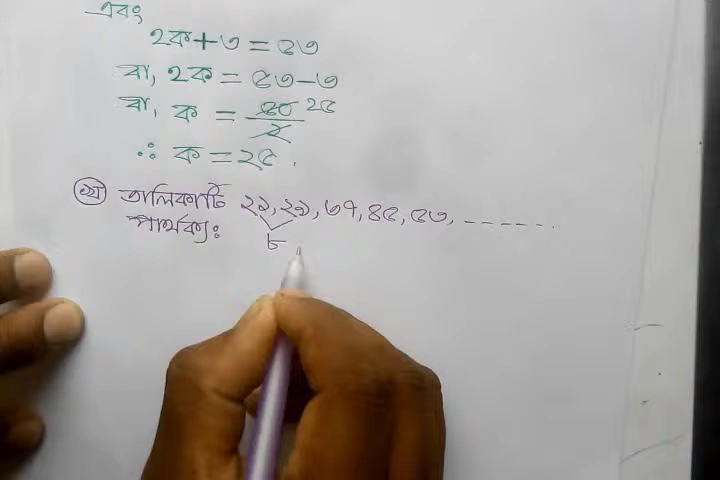 এবং
২ক+৩ = ৫৩
বা, ২ক = ৫৩-৩
বা, ক = ৫০/২ ২৫
∴ ক = ২৫.
(খ) তালিকাটি ২১, ২৯, ৩৭, ৪৫, ৫৩, ------.
পার্থক্যঃ ৮